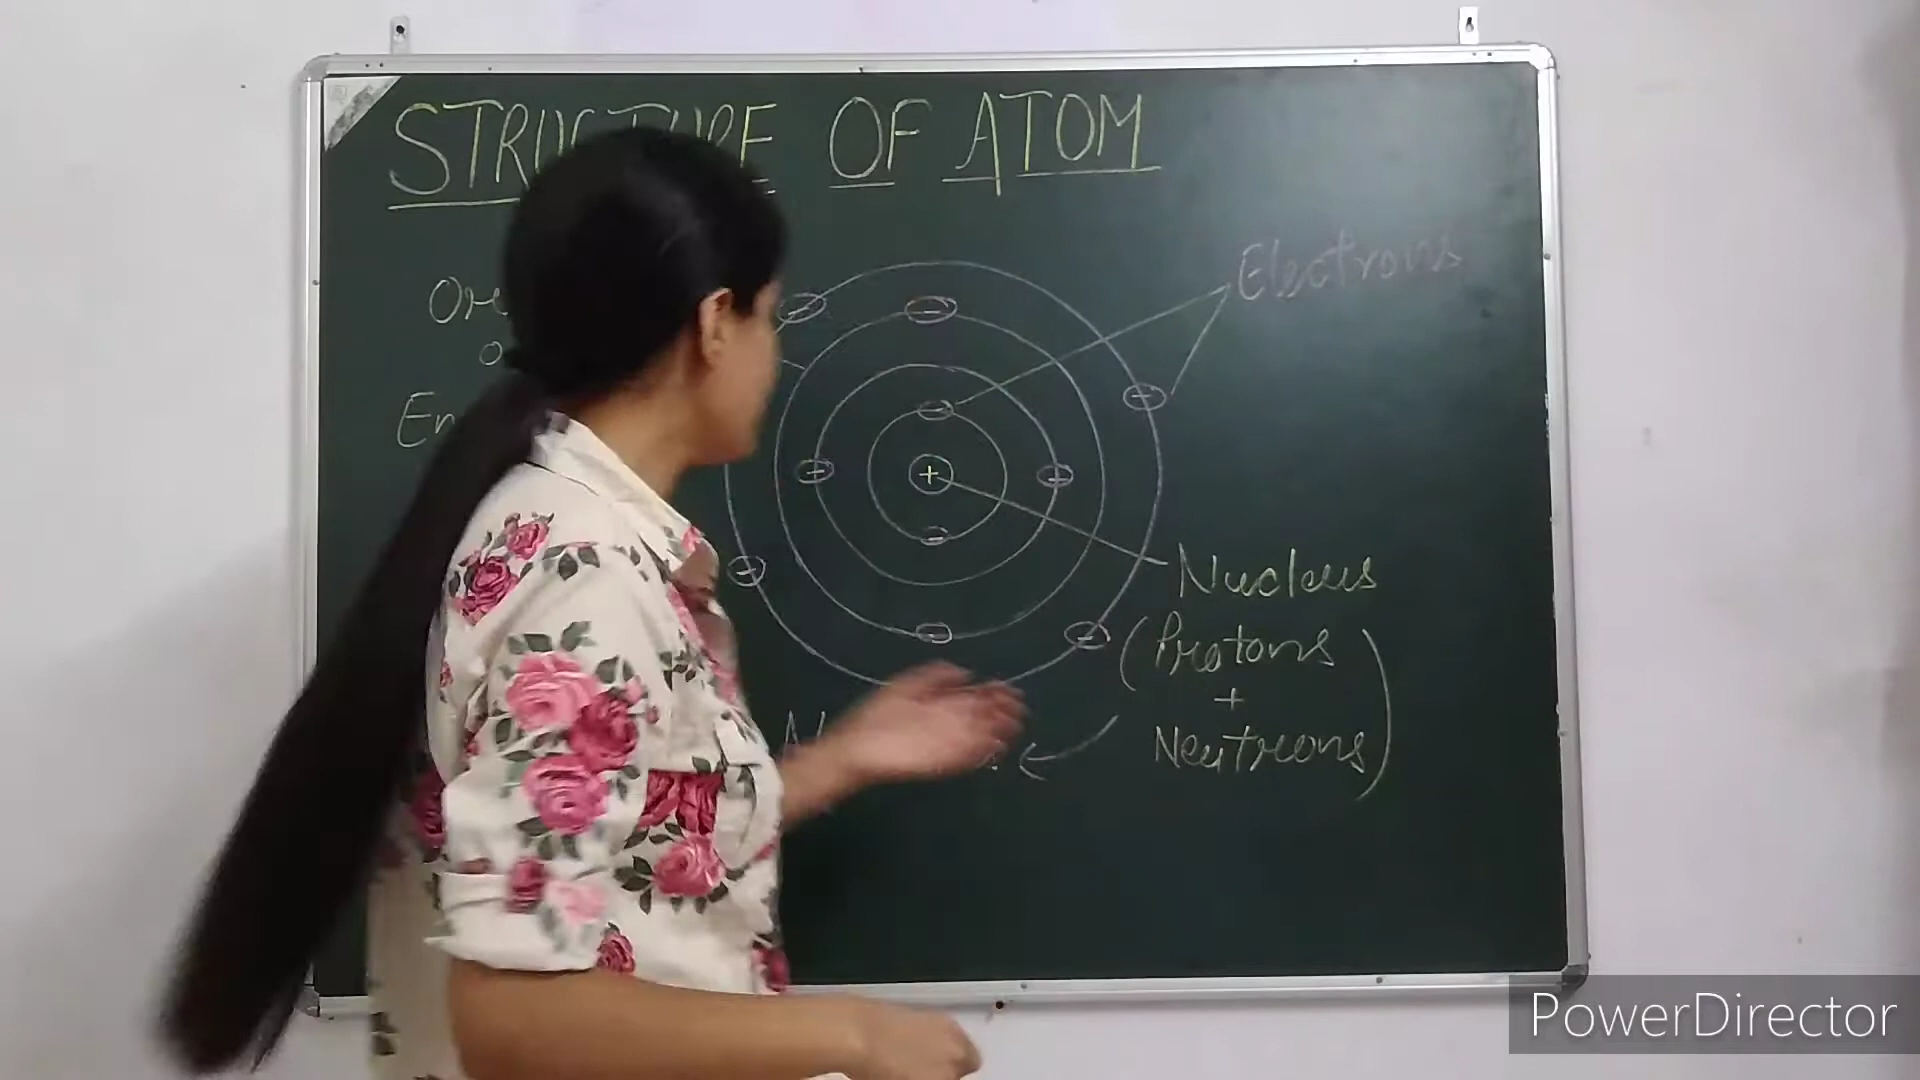 STRUCTURE OF ATOM
Electrons
+
Nucleus
(Protons
+
Neutrons)
PowerDirector